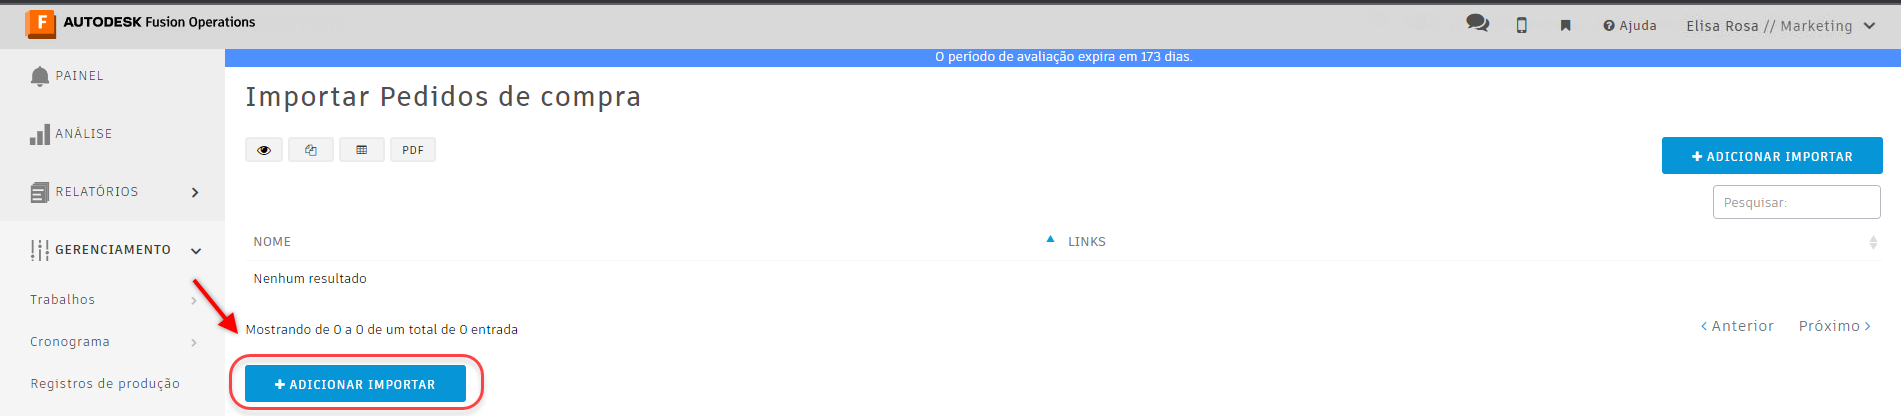 F AUTODESK Fusion Operations
Ajuda
Elisa Rosa // Marketing
O período de avaliação expira em 173 dias.
PAINEL
ANÁLISE
RELATÓRIOS
GERENCIAMENTO
Trabalhos
Cronograma
Registros de produção
Importar Pedidos de compra
PDF
+ ADICIONAR IMPORTAR
Pesquisar:
NOME
LINKS
Nenhum resultado
Mostrando de 0 a 0 de um total de 0 entrada
< Anterior Próximo >
+ ADICIONAR IMPORTAR